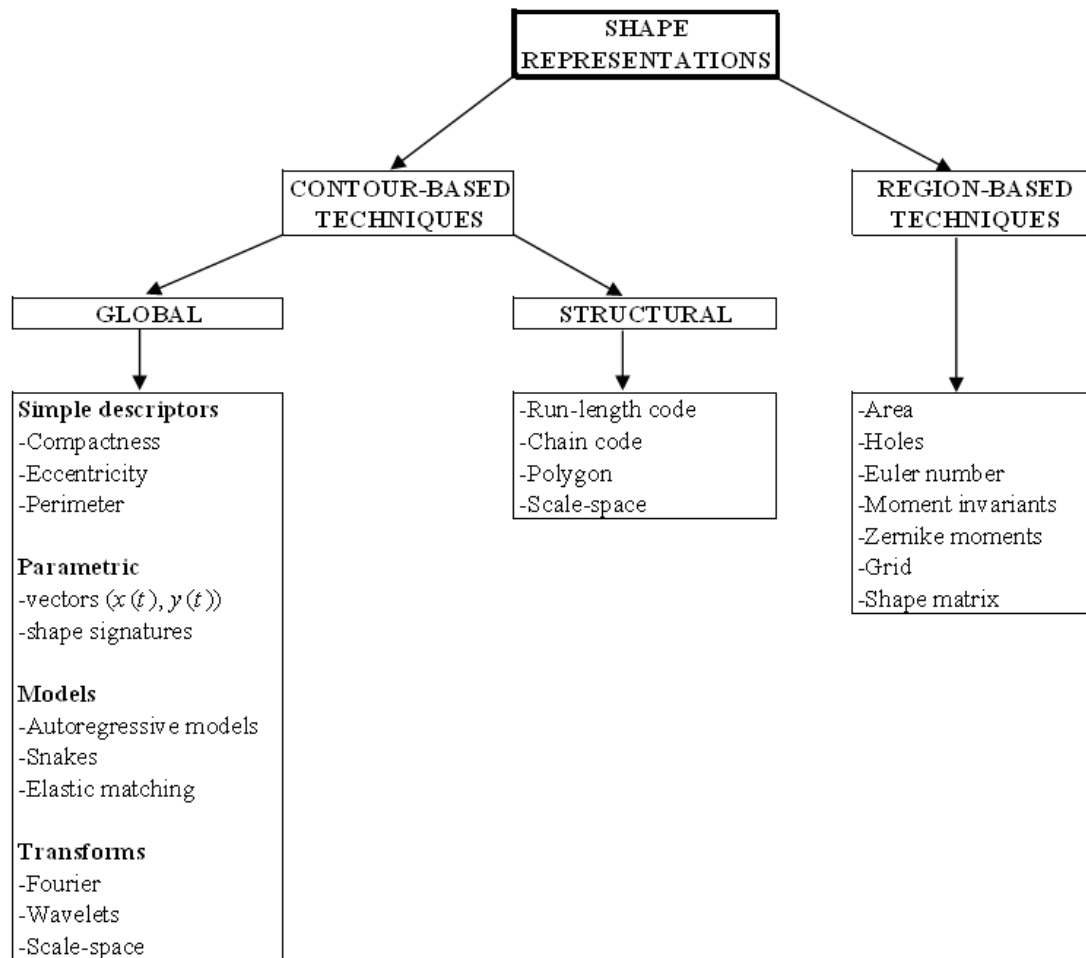 SHAPE
REPRESENTATIONS
CONTOUR-BASED
TECHNIQUES
REGION-BASED
TECHNIQUES
GLOBAL
STRUCTURAL
Simple descriptors
-Compactness
-Eccentricity
-Perimeter
Parametric
-vectors (x(t), y(t))
-shape signatures
Models
-Autoregressive models
-Snakes
-Elastic matching
Transforms
-Fourier
-Wavelets
-Scale-space
-Run-length code
-Chain code
-Polygon
-Scale-space
-Area
-Holes
-Euler number
-Moment invariants
-Zernike moments
-Grid
-Shape matrix